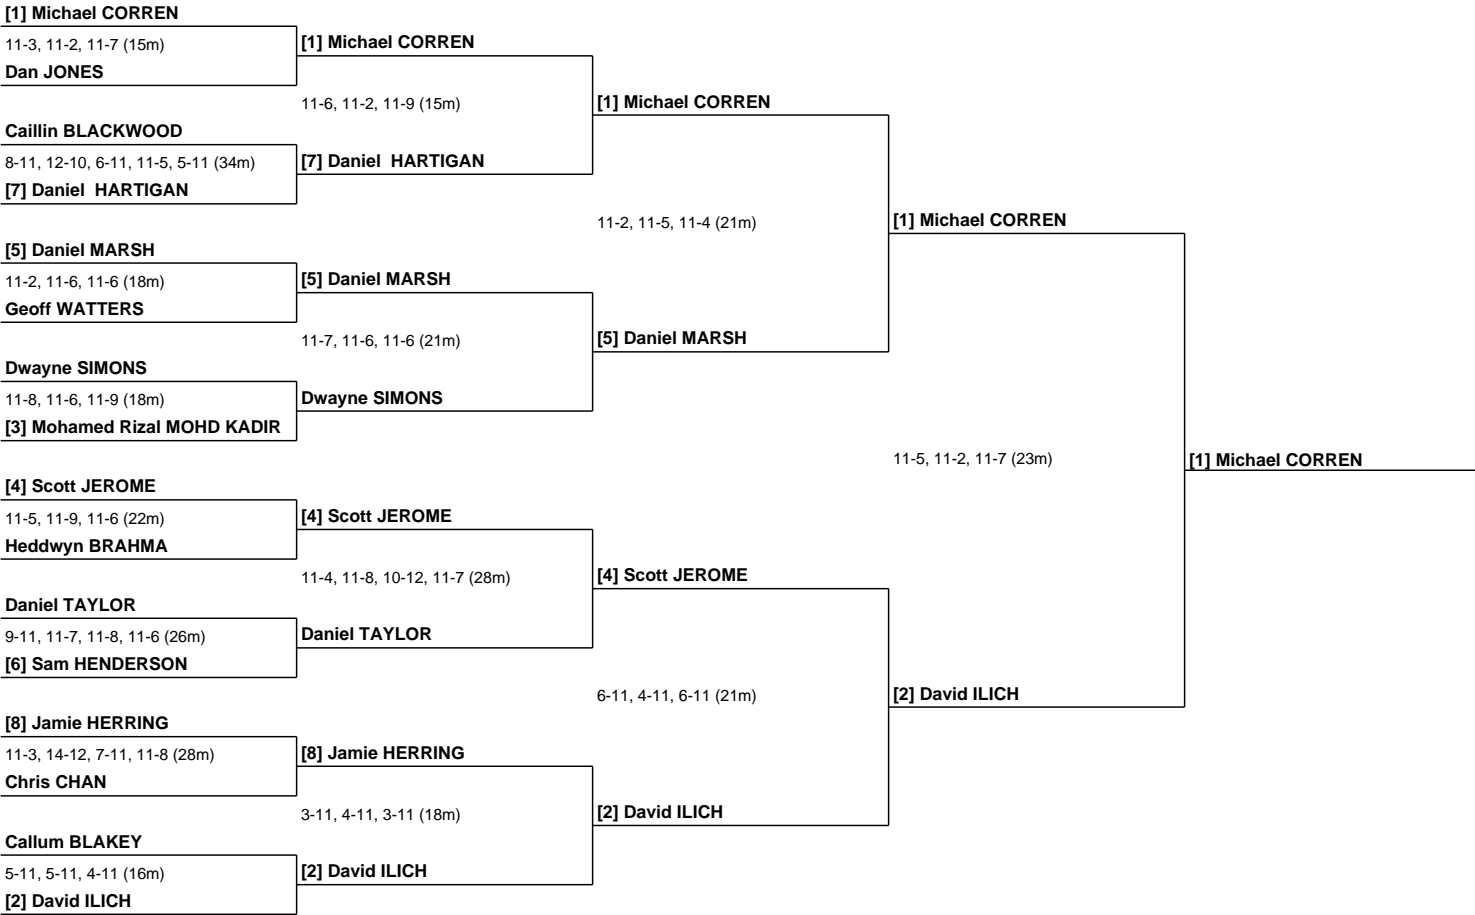 [1] Michael CORREN
11-3, 11-2, 11-7 (15m)
Dan JONES
Caillin BLACKWOOD
8-11, 12-10, 6-11, 11-5, 5-11 (34m)
[7] Daniel  HARTIGAN
[5] Daniel MARSH
11-2, 11-6, 11-6 (18m)
Geoff WATTERS
Dwayne SIMONS
11-8, 11-6, 11-9 (18m)
[3] Mohamed Rizal MOHD KADIR
[4] Scott JEROME
11-5, 11-9, 11-6 (22m)
Heddwyn BRAHMA
Daniel TAYLOR
9-11, 11-7, 11-8, 11-6 (26m)
[6] Sam HENDERSON
[8] Jamie HERRING
11-3, 14-12, 7-11, 11-8 (28m)
Chris CHAN
Callum BLAKEY
5-11, 5-11, 4-11 (16m)
[2] David ILICH
[1] Michael CORREN
11-6, 11-2, 11-9 (15m)
[7] Daniel  HARTIGAN
[5] Daniel MARSH
11-7, 11-6, 11-6 (21m)
Dwayne SIMONS
[4] Scott JEROME
11-4, 11-8, 10-12, 11-7 (28m)
Daniel TAYLOR
[8] Jamie HERRING
3-11, 4-11, 3-11 (18m)
[2] David ILICH
[1] Michael CORREN
11-2, 11-5, 11-4 (21m)
[5] Daniel MARSH
[4] Scott JEROME
6-11, 4-11, 6-11 (21m)
[2] David ILICH
[1] Michael CORREN
11-5, 11-2, 11-7 (23m)
[2] David ILICH
[1] Michael CORREN